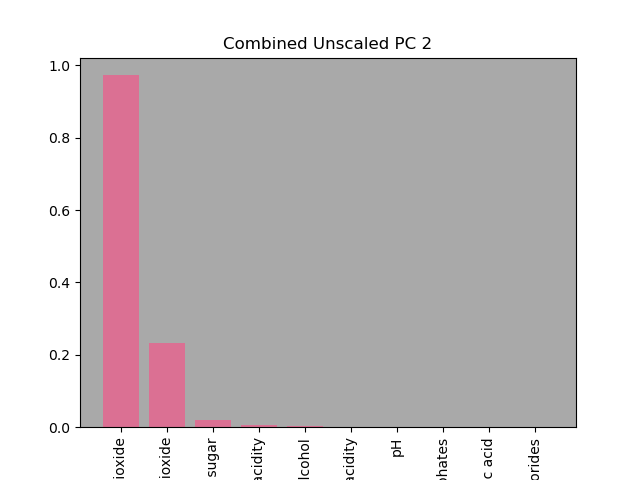 Combined Unscaled PC 2
1.0
0.8
0.6
0.4
0.2
0.0
ioxide
ioxide
sugar
acidity
lcohol
acidity
pH
phates
c acid
orides